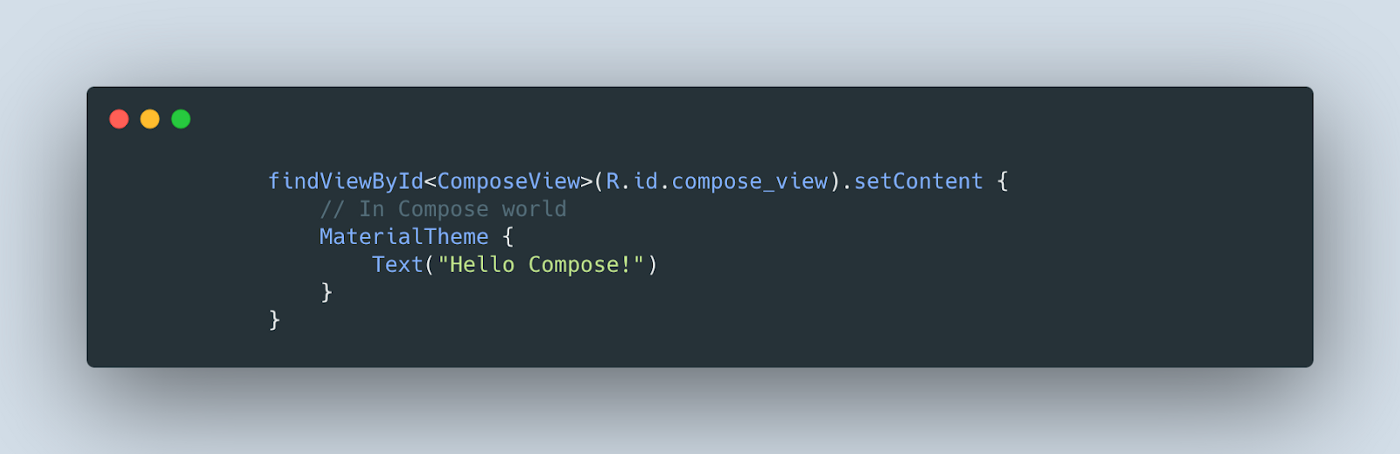 findViewById<ComposeView>(R.id.compose_view).setContent {
    // In Compose world
    MaterialTheme {
        Text("Hello Compose!")
    }
}